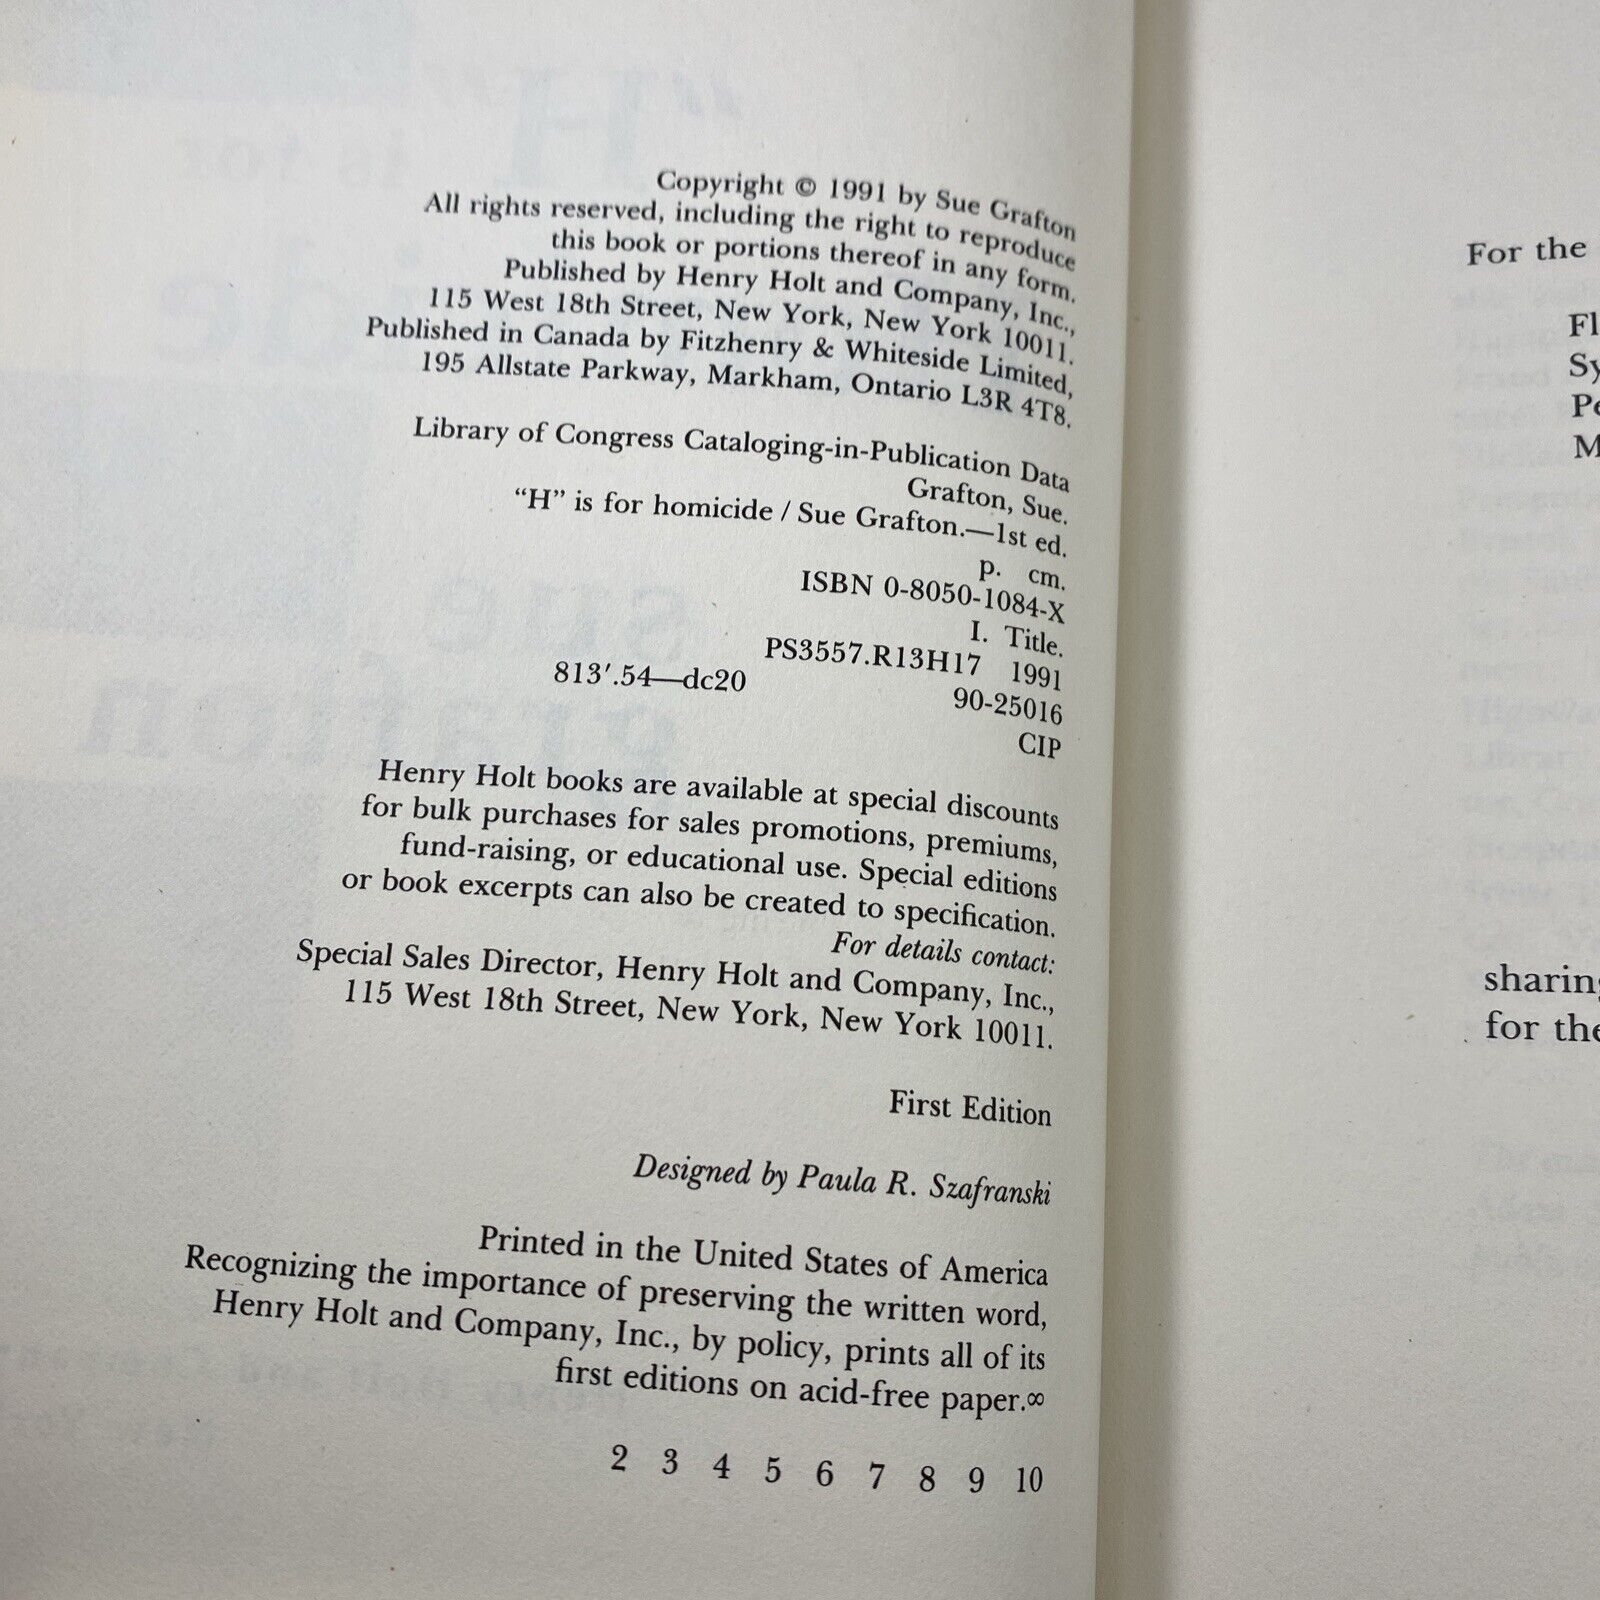 Copyright © 1991 by Sue Grafton
All rights reserved, including the right to reproduce
this book or portions thereof in any form.
Published by Henry Holt and Company, Inc.,
115 West 18th Street, New York, New York 10011.
Published in Canada by Fitzhenry & Whiteside Limited,
195 Allstate Parkway, Markham, Ontario L3R 4T8.
Library of Congress Cataloging-in-Publication Data
Grafton, Sue.
“H” is for homicide / Sue Grafton.—1st ed.
p. cm.
ISBN 0-8050-1084-X
I. Title.
PS3557.R13H17 1991
813′.54—dc20 90-25016
CIP
Henry Holt books are available at special discounts
for bulk purchases for sales promotions, premiums,
fund-raising, or educational use. Special editions
or book excerpts can also be created to specification.
For details contact:
Special Sales Director, Henry Holt and Company, Inc.,
115 West 18th Street, New York, New York 10011.
First Edition
Designed by Paula R. Szafranski
Printed in the United States of America
Recognizing the importance of preserving the written word,
Henry Holt and Company, Inc., by policy, prints all of its
first editions on acid-free paper.∞
2 3 4 5 6 7 8 9 10
For the
Fl
Sy
Pe
M
sharing
for the